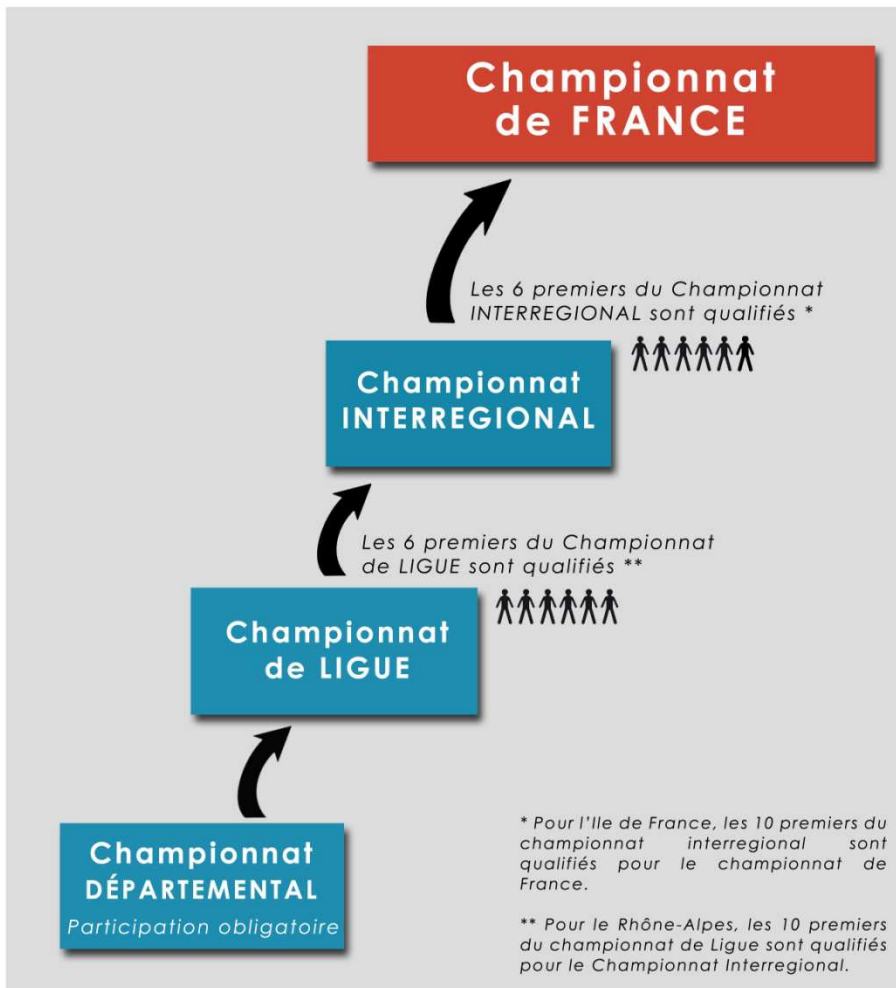 Championnat
de FRANCE
Les 6 premiers du Championnat
INTERREGIONAL sont qualifiés *
Championnat
INTERREGIONAL
Les 6 premiers du Championnat
de LIGUE sont qualifiés **
Championnat
de LIGUE
Championnat
DÉPARTEMENTAL
Participation obligatoire
* Pour l'Ile de France, les 10 premiers du
championnat interregional sont
qualifiés pour le championnat de
France.
** Pour le Rhône-Alpes, les 10 premiers
du championnat de Ligue sont qualifiés
pour le Championnat Interregional.